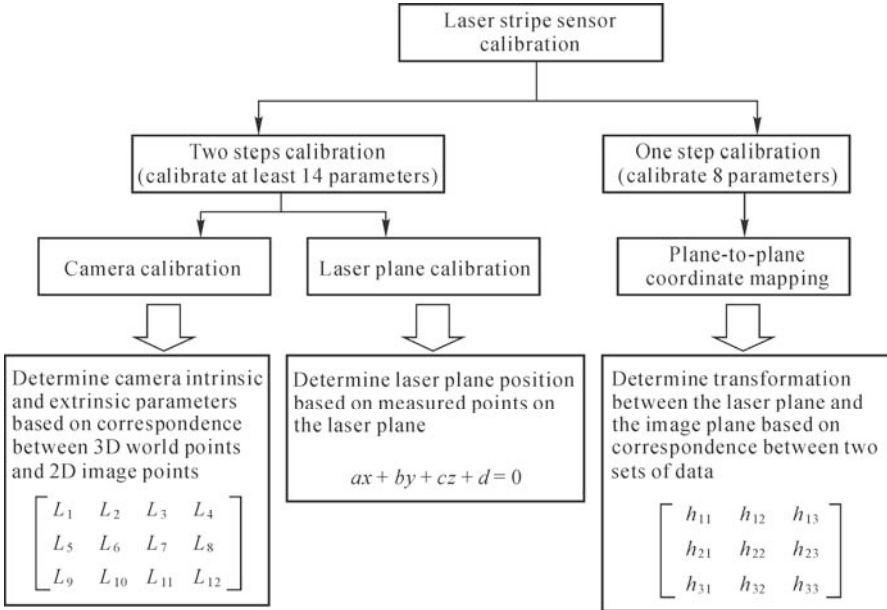 Laser stripe sensor
calibration
Two steps calibration
(calibrate at least 14 parameters)
One step calibration
(calibrate 8 parameters)
Camera calibration
Laser plane calibration
Plane-to-plane
coordinate mapping
Determine camera intrinsic
and extrinsic parameters
based on correspondence
between 3D world points
and 2D image points
L₁ L₂ L₃ L₄
L₅ L₆ L₇ L₈
L₉ L₁₀ L₁₁ L₁₂
Determine laser plane position
based on measured points on
the laser plane
ax + by + cz + d = 0
Determine transformation
between the laser plane and
the image plane based on
correspondence between two
sets of data
h₁₁ h₁₂ h₁₃
h₂₁ h₂₂ h₂₃
h₃₁ h₃₂ h₃₃